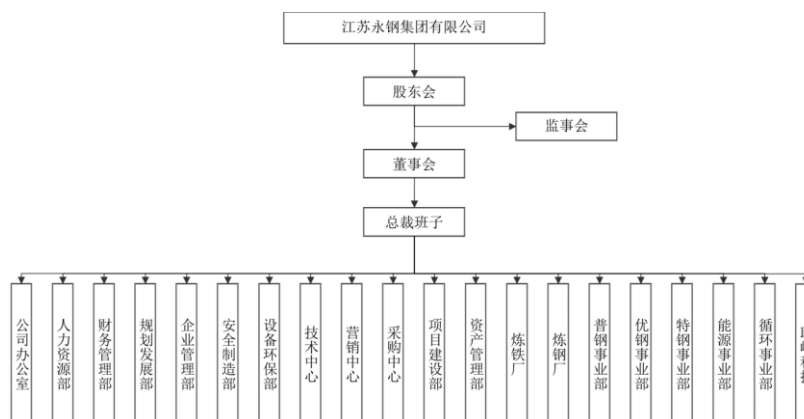 江苏永钢集团有限公司
股东会
监事会
董事会
总裁班子
公司办公室
人力资源部
财务管理部
规划发展部
企业管理部
安全制造部
设备环保部
技术中心
营销中心
采购中心
项目建设部
资产管理部
炼铁厂
炼钢厂
普钢事业部
优钢事业部
特钢事业部
能源事业部
循环事业部